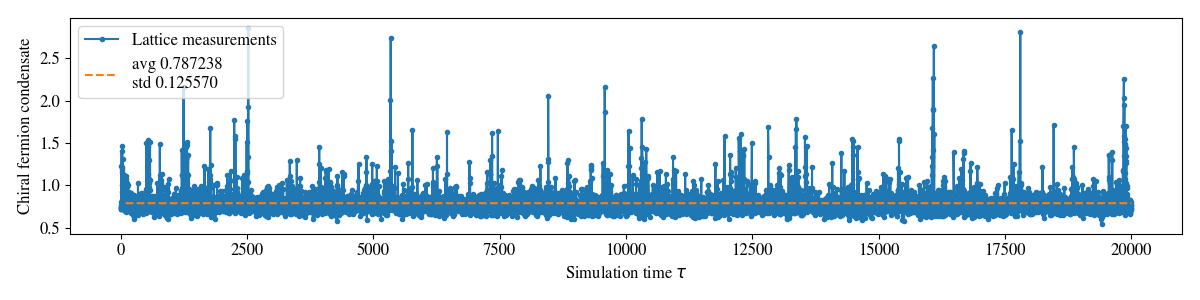 Chiral fermion condensate
2.5
2.0
1.5
1.0
0.5
Lattice measurements
avg 0.787238
std 0.125570
0 2500 5000 7500 10000 12500 15000 17500 20000
Simulation time τ